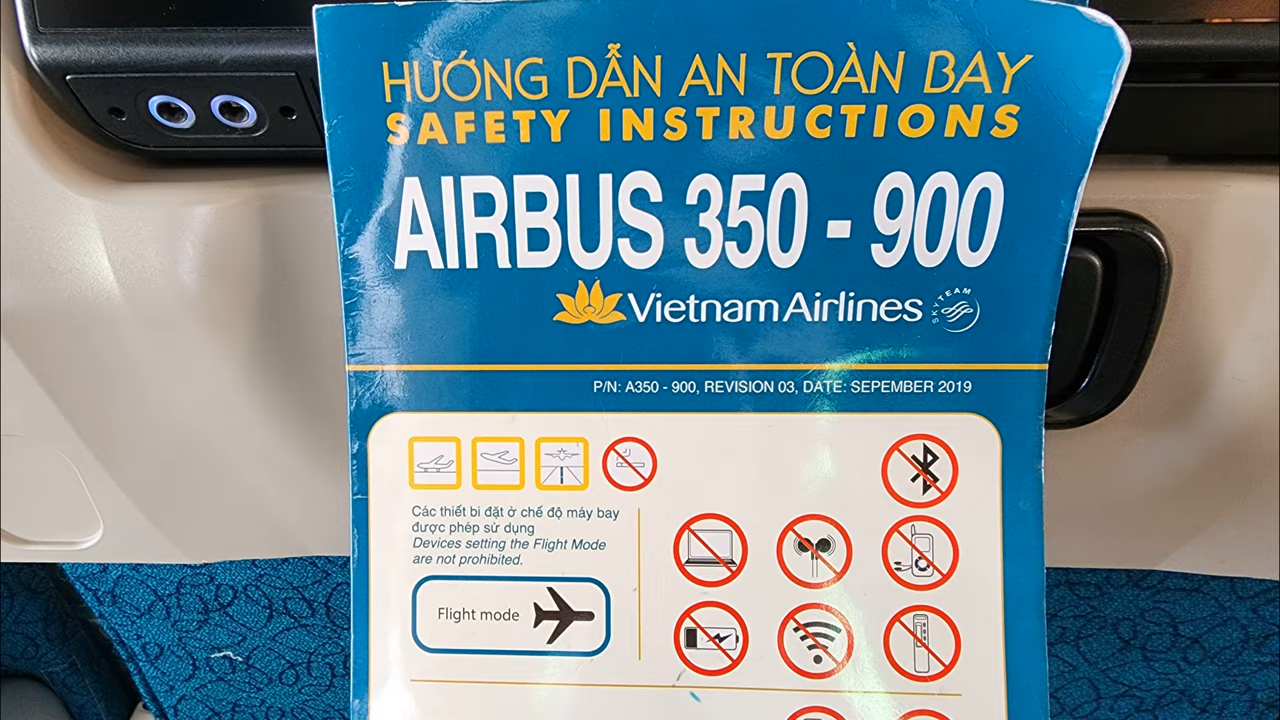 HƯỚNG DẪN AN TOÀN BAY
SAFETY INSTRUCTIONS
AIRBUS 350 - 900
Vietnam Airlines
SKYTEAM
P/N: A350 - 900, REVISION 03, DATE: SEPEMBER 2019
Các thiết bị đặt ở chế độ máy bay
được phép sử dụng
Devices setting the Flight Mode
are not prohibited.
Flight mode